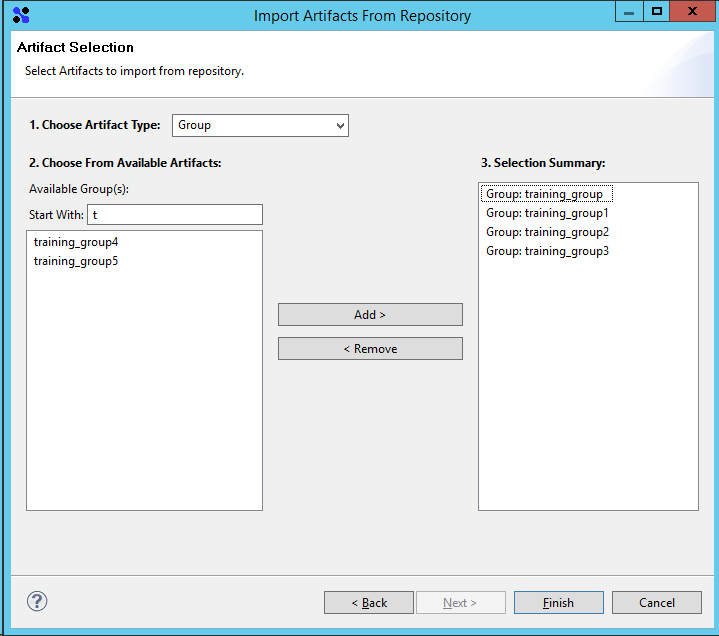 Import Artifacts From Repository
Artifact Selection
Select Artifacts to import from repository.
1. Choose Artifact Type: Group
2. Choose From Available Artifacts:
Available Group(s):
Start With: t
training_group4
training_group5
Add >
< Remove
3. Selection Summary:
Group: training_group
Group: training_group1
Group: training_group2
Group: training_group3
?
< Back
Next >
Finish
Cancel